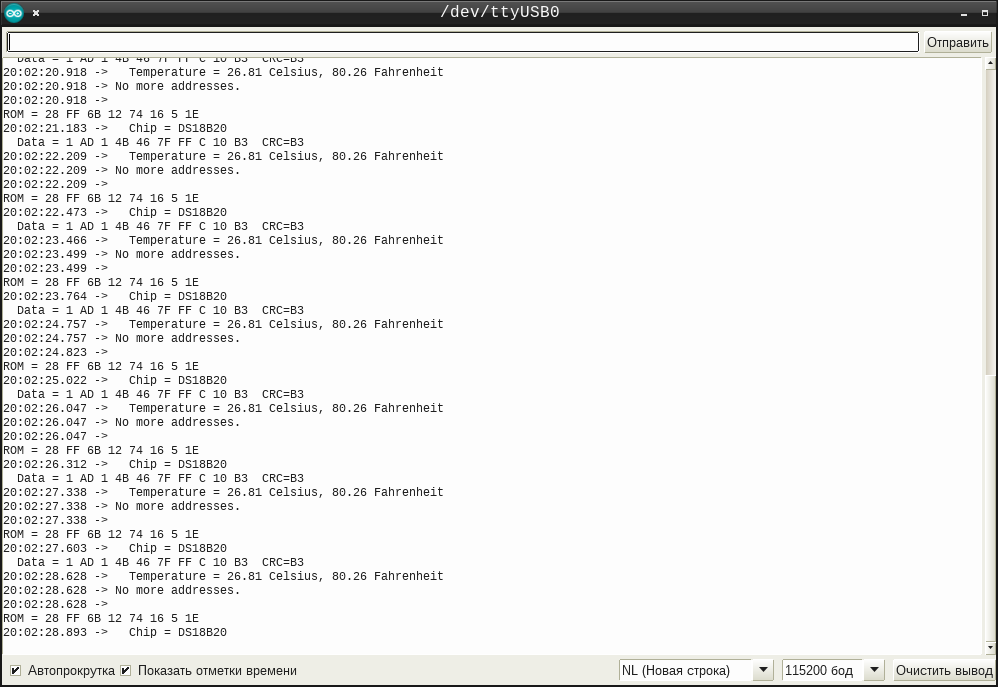 /dev/ttyUSB0
Отправить
Data = 1 AD 1 4B 46 7F FF C 10 B3  CRC=B3
20:02:20.918 ->   Temperature = 26.81 Celsius, 80.26 Fahrenheit
20:02:20.918 -> No more addresses.
20:02:20.918 ->
ROM = 28 FF 6B 12 74 16 5 1E
20:02:21.183 ->   Chip = DS18B20
  Data = 1 AD 1 4B 46 7F FF C 10 B3  CRC=B3
20:02:22.209 ->   Temperature = 26.81 Celsius, 80.26 Fahrenheit
20:02:22.209 -> No more addresses.
20:02:22.209 ->
ROM = 28 FF 6B 12 74 16 5 1E
20:02:22.473 ->   Chip = DS18B20
  Data = 1 AD 1 4B 46 7F FF C 10 B3  CRC=B3
20:02:23.466 ->   Temperature = 26.81 Celsius, 80.26 Fahrenheit
20:02:23.499 -> No more addresses.
20:02:23.499 ->
ROM = 28 FF 6B 12 74 16 5 1E
20:02:23.764 ->   Chip = DS18B20
  Data = 1 AD 1 4B 46 7F FF C 10 B3  CRC=B3
20:02:24.757 ->   Temperature = 26.81 Celsius, 80.26 Fahrenheit
20:02:24.757 -> No more addresses.
20:02:24.823 ->
ROM = 28 FF 6B 12 74 16 5 1E
20:02:25.022 ->   Chip = DS18B20
  Data = 1 AD 1 4B 46 7F FF C 10 B3  CRC=B3
20:02:26.047 ->   Temperature = 26.81 Celsius, 80.26 Fahrenheit
20:02:26.047 -> No more addresses.
20:02:26.047 ->
ROM = 28 FF 6B 12 74 16 5 1E
20:02:26.312 ->   Chip = DS18B20
  Data = 1 AD 1 4B 46 7F FF C 10 B3  CRC=B3
20:02:27.338 ->   Temperature = 26.81 Celsius, 80.26 Fahrenheit
20:02:27.338 -> No more addresses.
20:02:27.338 ->
ROM = 28 FF 6B 12 74 16 5 1E
20:02:27.603 ->   Chip = DS18B20
  Data = 1 AD 1 4B 46 7F FF C 10 B3  CRC=B3
20:02:28.628 ->   Temperature = 26.81 Celsius, 80.26 Fahrenheit
20:02:28.628 -> No more addresses.
20:02:28.628 ->
ROM = 28 FF 6B 12 74 16 5 1E
20:02:28.893 ->   Chip = DS18B20
Автопрокрутка Показать отметки времени NL (Новая строка) 115200 бод Очистить вывод